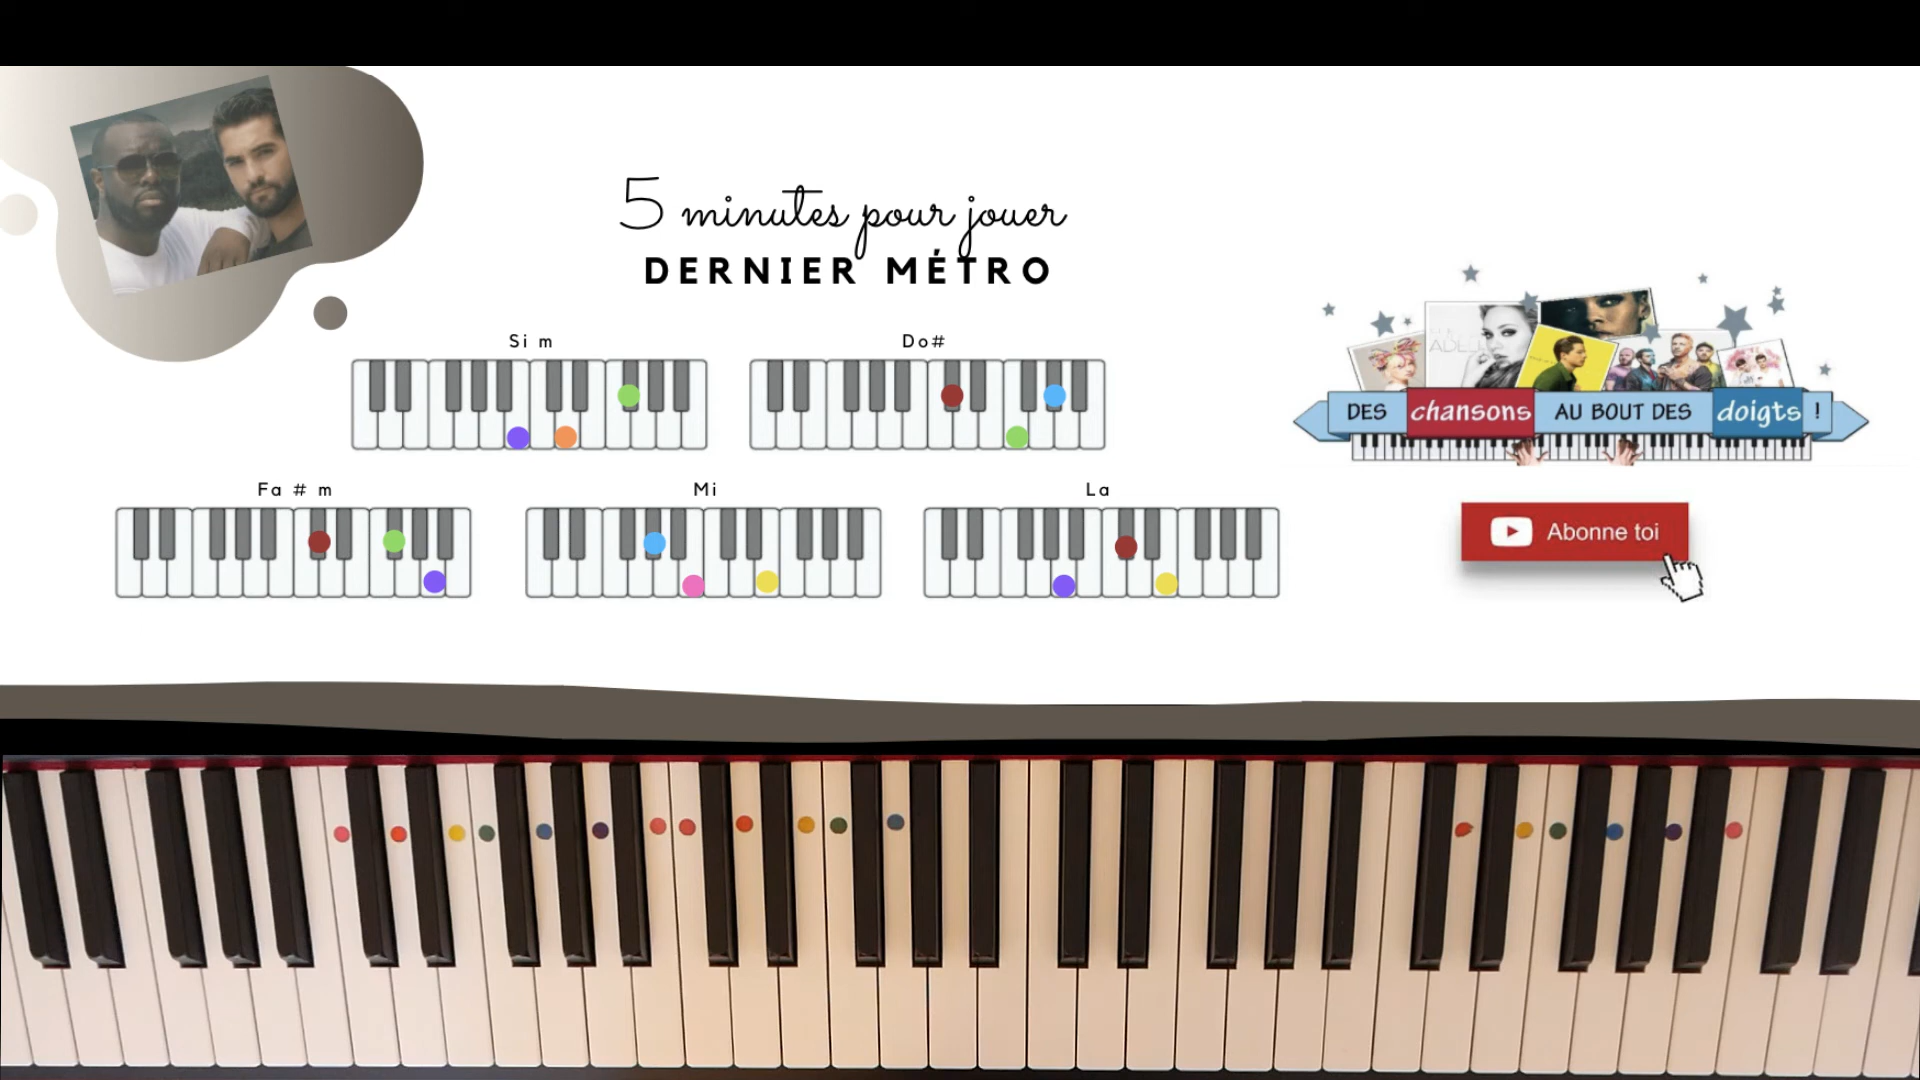 5 minutes pour jouer
DERNIER MÉTRO
Si m
Do#
Fa # m
Mi
La
ADELE
DES chansons AU BOUT DES doigts !
Abonne toi